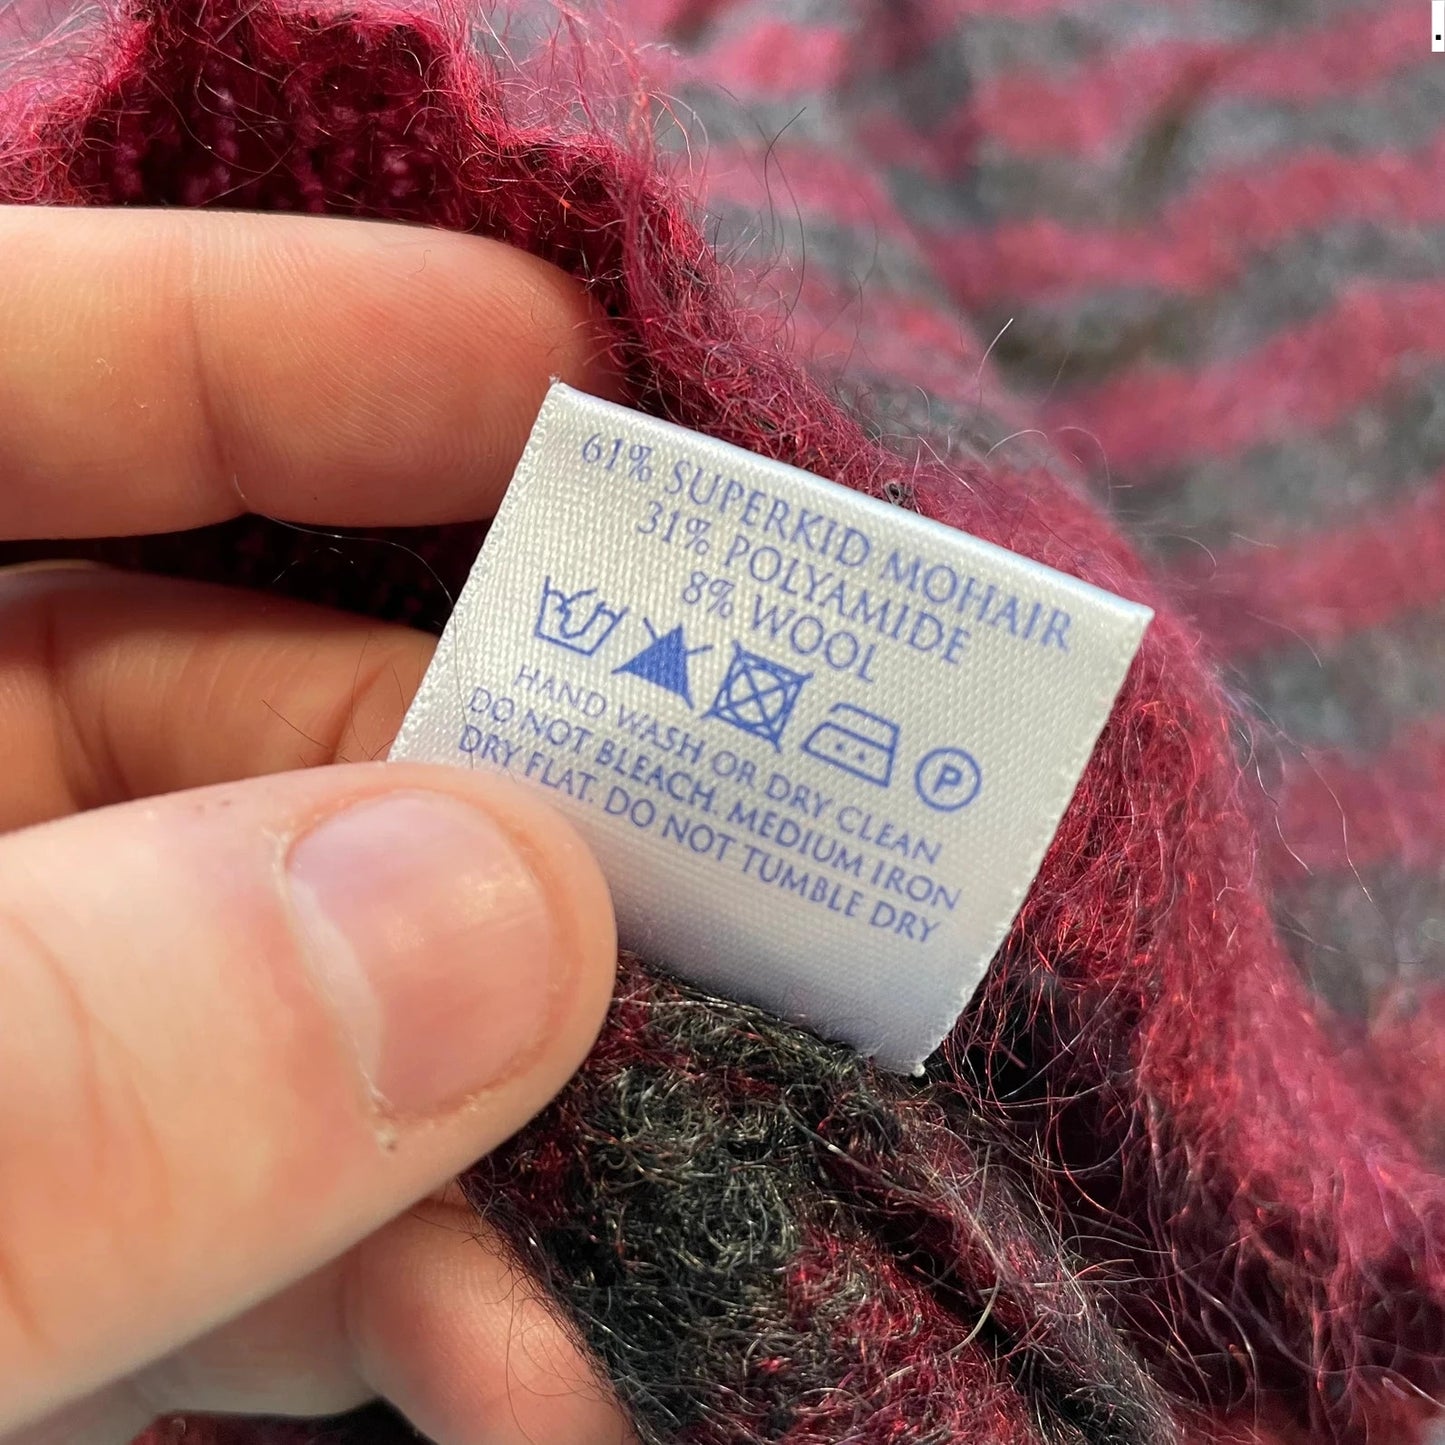 61% SUPERKID MOHAIR
31% POLYAMIDE
8% WOOL
P
HAND WASH OR DRY CLEAN
DO NOT BLEACH. MEDIUM IRON
DRY FLAT. DO NOT TUMBLE DRY
.